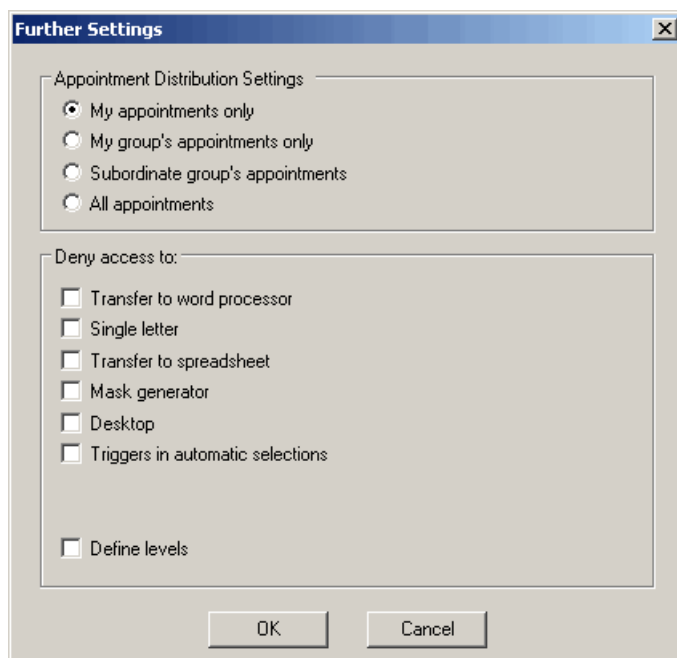 Further Settings
Appointment Distribution Settings
My appointments only
My group's appointments only
Subordinate group's appointments
All appointments
Deny access to:
Transfer to word processor
Single letter
Transfer to spreadsheet
Mask generator
Desktop
Triggers in automatic selections
Define levels
OK Cancel